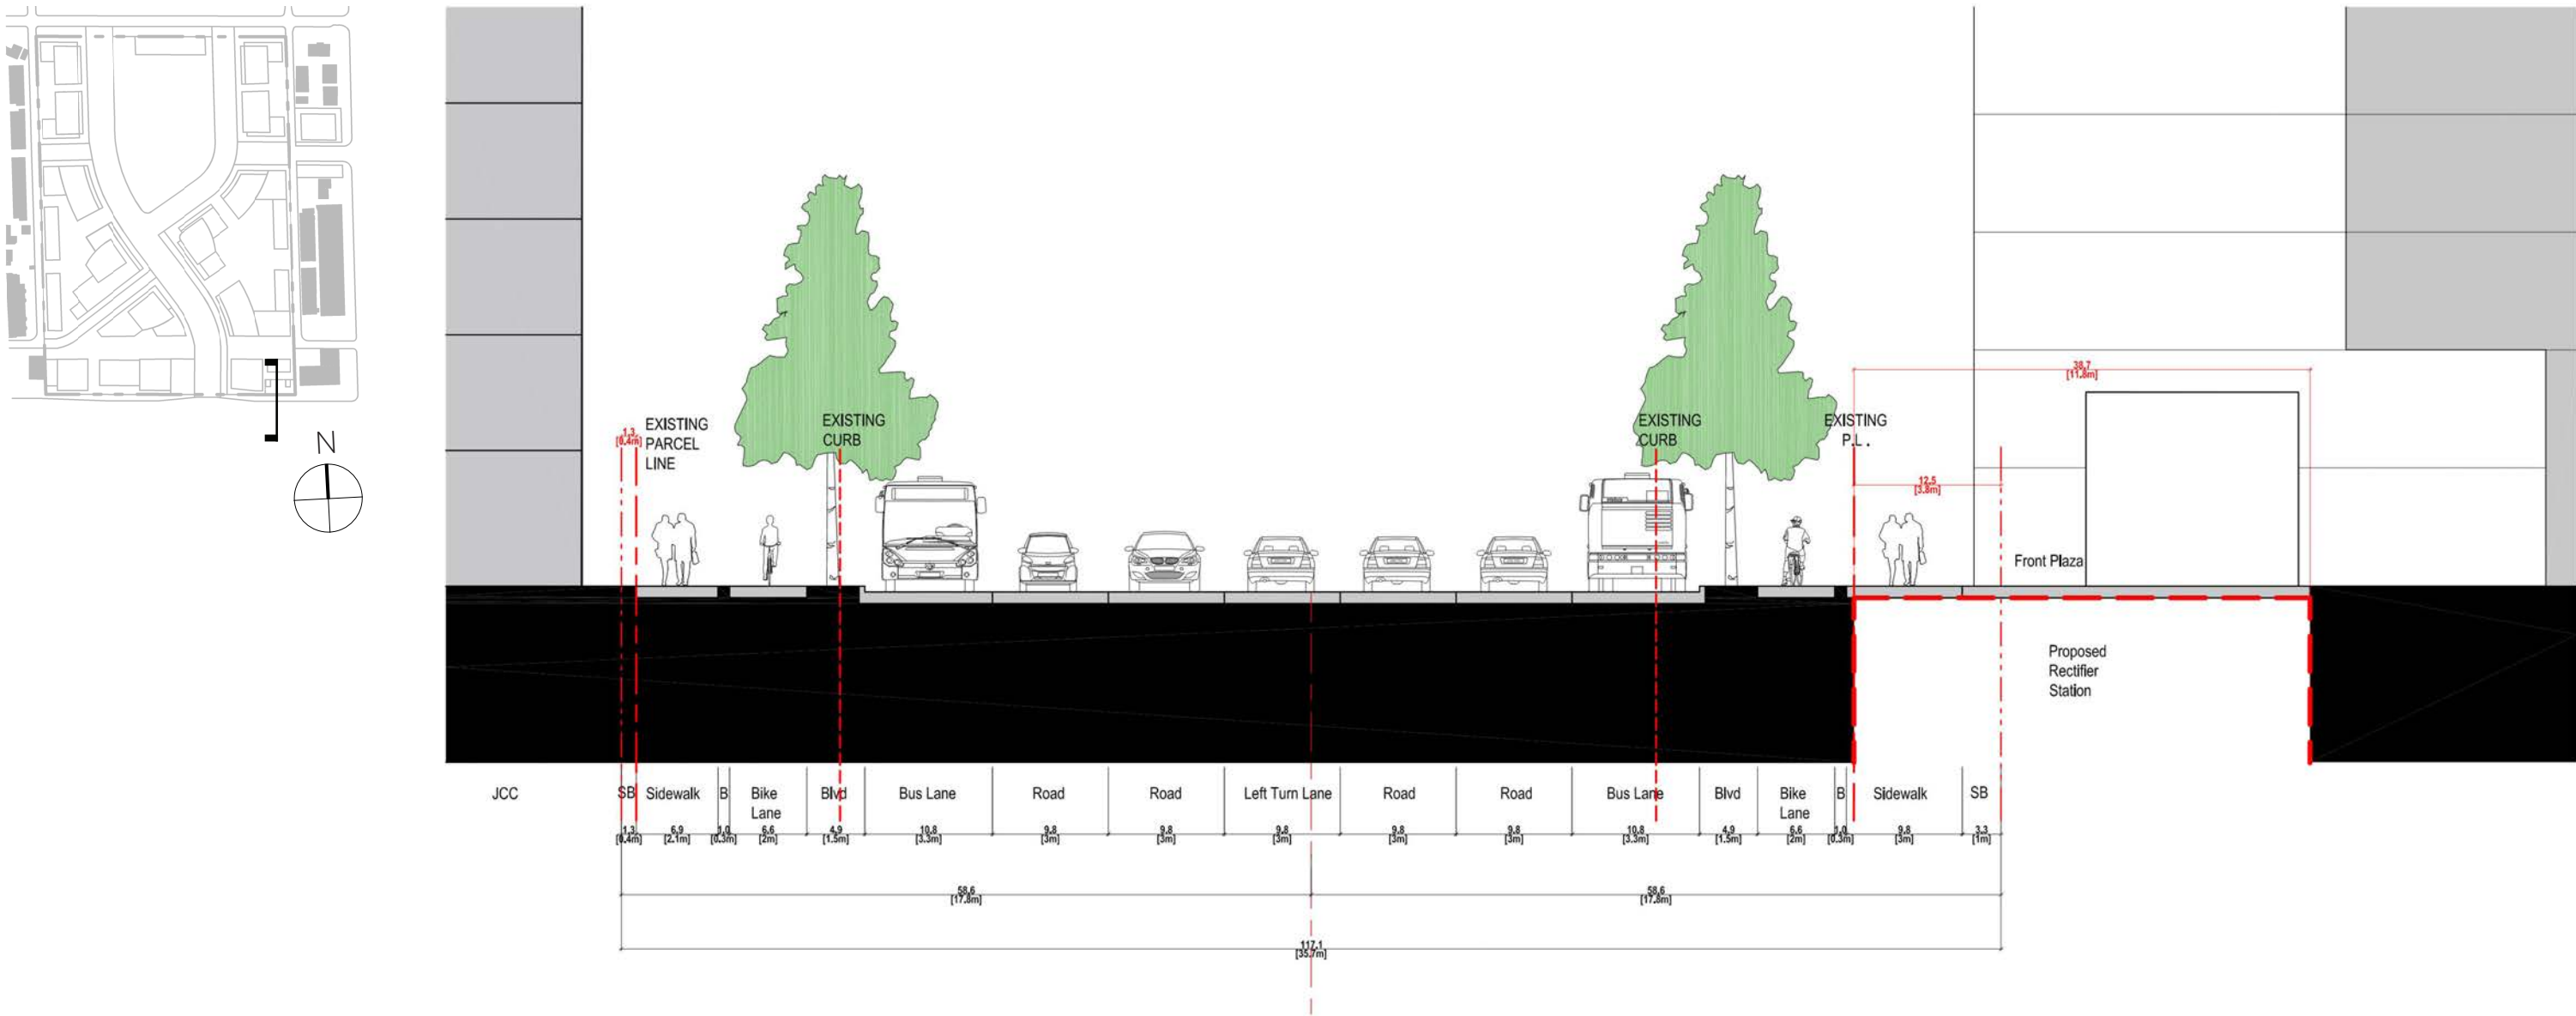 N
1.3
[0.4m]
EXISTING
PARCEL
LINE
EXISTING
CURB
EXISTING
CURB
EXISTING
P.L.
38.7
[11.8m]
12.5
[3.8m]
Front Plaza
Proposed
Rectifier
Station
JCC
SB
Sidewalk
B
Bike
Lane
Blvd
Bus Lane
Road
Road
Left Turn Lane
Road
Road
Bus Lane
Blvd
Bike
Lane
B
Sidewalk
SB
1.3
[0.4m]
6.9
[2.1m]
1.0
[0.3m]
6.6
[2m]
4.9
[1.5m]
10.8
[3.3m]
9.8
[3m]
9.8
[3m]
9.8
[3m]
9.8
[3m]
9.8
[3m]
10.8
[3.3m]
4.9
[1.5m]
6.6
[2m]
1.0
[0.3m]
9.8
[3m]
3.3
[1m]
58.6
[17.8m]
58.6
[17.8m]
117.1
[35.7m]